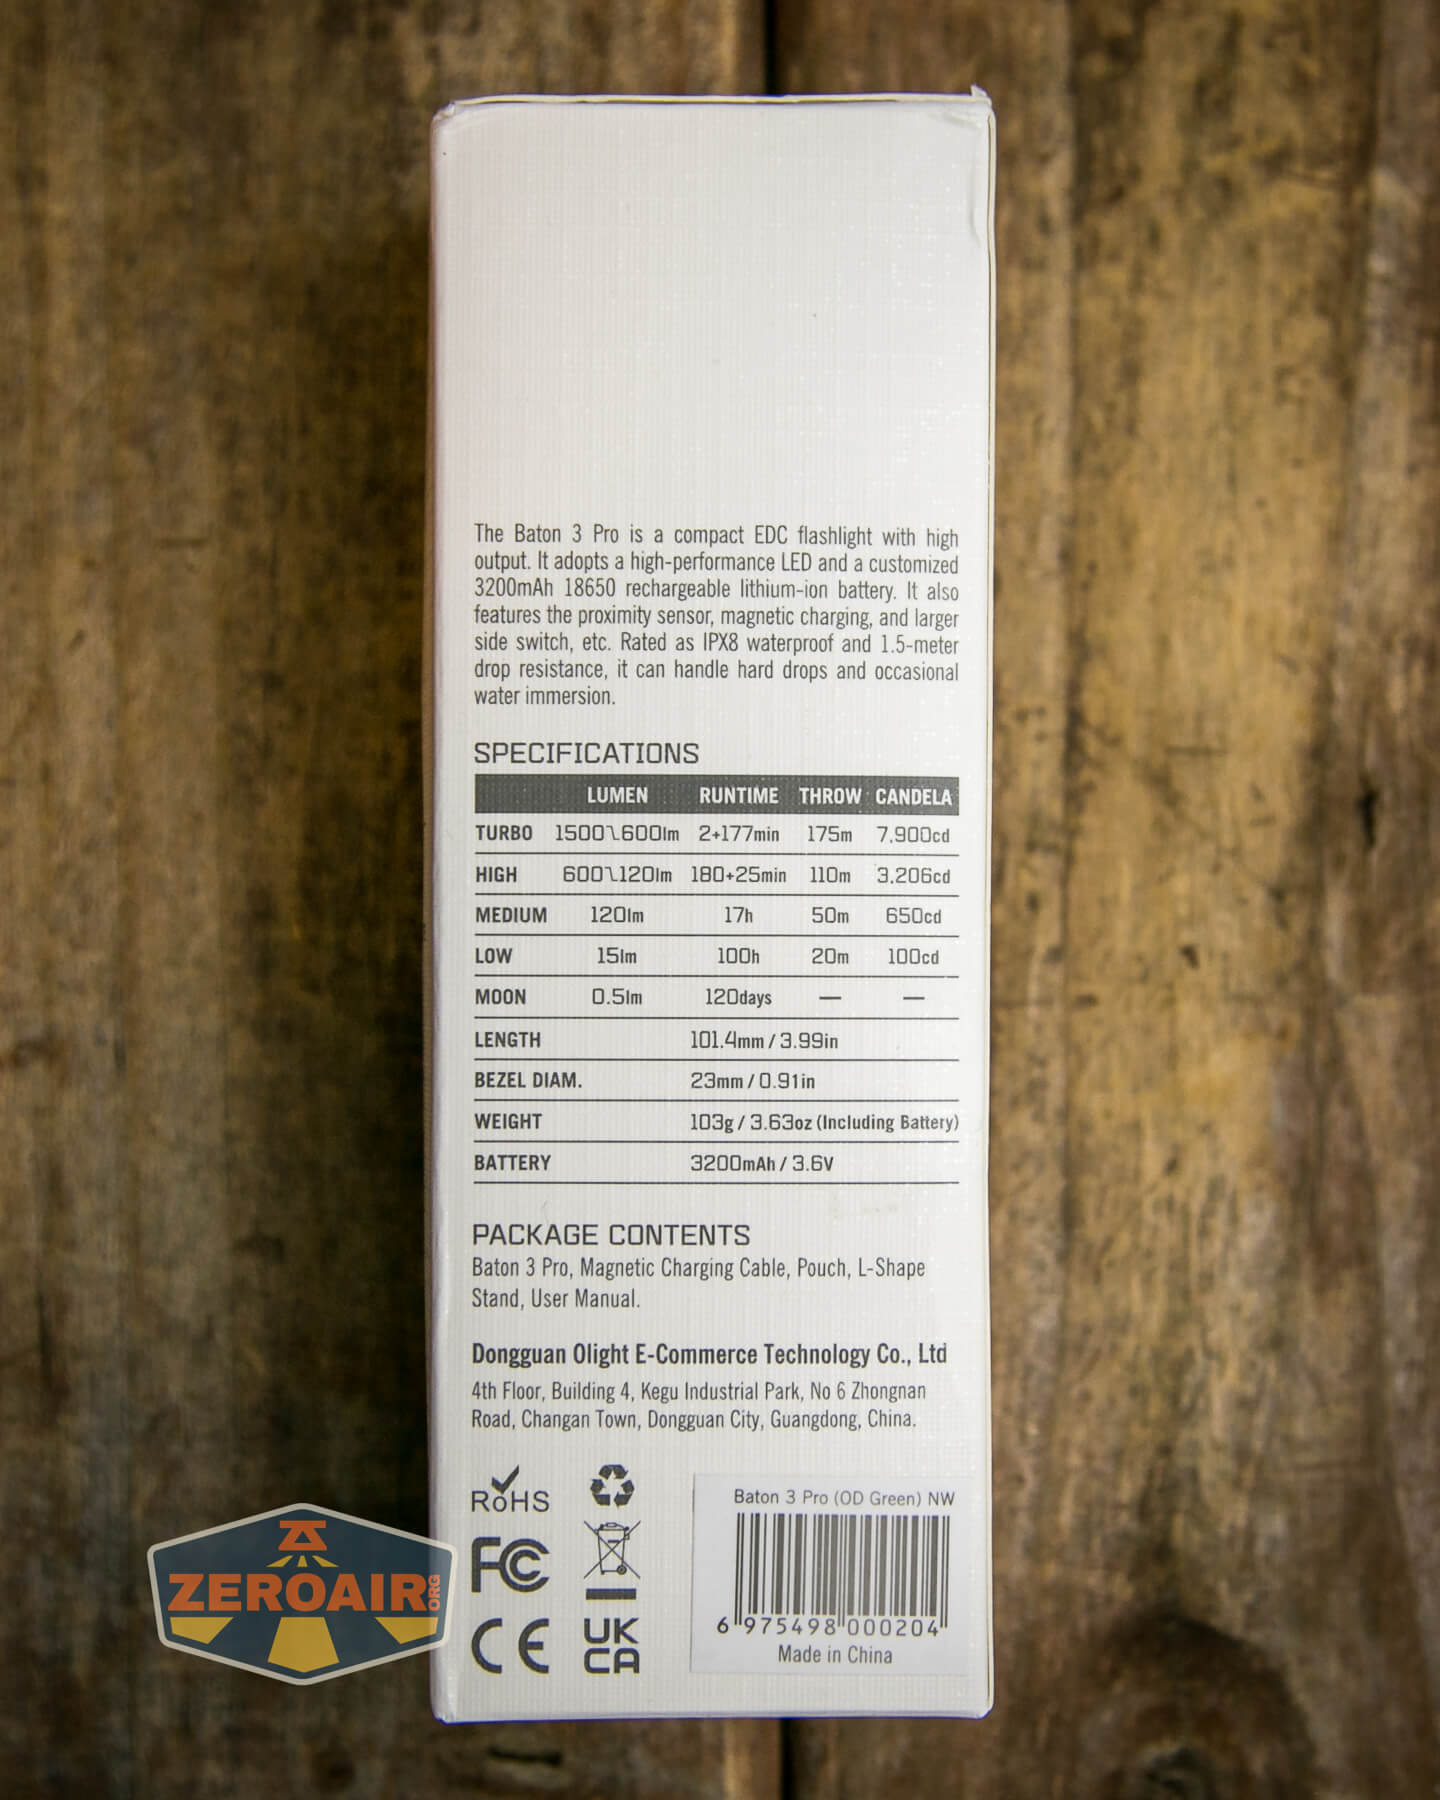 The Baton 3 Pro is a compact EDC flashlight with high
output. It adopts a high-performance LED and a customized
3200mAh 18650 rechargeable lithium-ion battery. It also
features the proximity sensor, magnetic charging, and larger
side switch, etc. Rated as IPX8 waterproof and 1.5-meter
drop resistance, it can handle hard drops and occasional
water immersion.
SPECIFICATIONS
LUMEN RUNTIME THROW CANDELA
TURBO 1500~600lm 2+177min 175m 7,900cd
HIGH 600~120lm 180+25min 110m 3,206cd
MEDIUM 120lm 17h 50m 650cd
LOW 15lm 100h 20m 100cd
MOON 0.5lm 120days — —
LENGTH 101.4mm / 3.99in
BEZEL DIAM. 23mm / 0.91in
WEIGHT 103g / 3.63oz (Including Battery)
BATTERY 3200mAh / 3.6V
PACKAGE CONTENTS
Baton 3 Pro, Magnetic Charging Cable, Pouch, L-Shape
Stand, User Manual.
Dongguan Olight E-Commerce Technology Co., Ltd
4th Floor, Building 4, Kegu Industrial Park, No 6 Zhongnan
Road, Changan Town, Dongguan City, Guangdong, China.
RoHS
FC
CE
UK
CA
Baton 3 Pro (OD Green) NW
6 975498 000204
Made in China
ZEROAIR.ORG